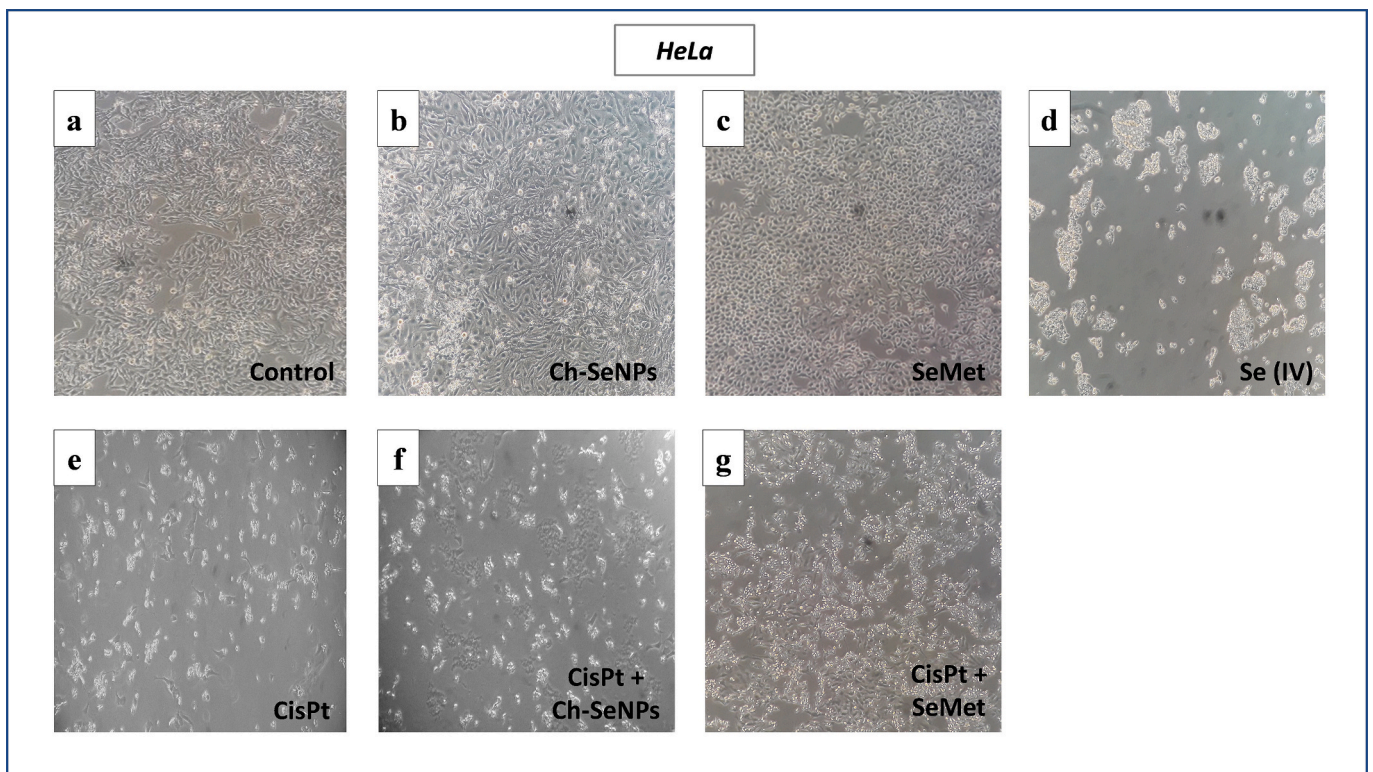 HeLa
a
Control
b
Ch-SeNPs
c
SeMet
d
Se (IV)
e
CisPt
f
CisPt +
Ch-SeNPs
g
CisPt +
SeMet